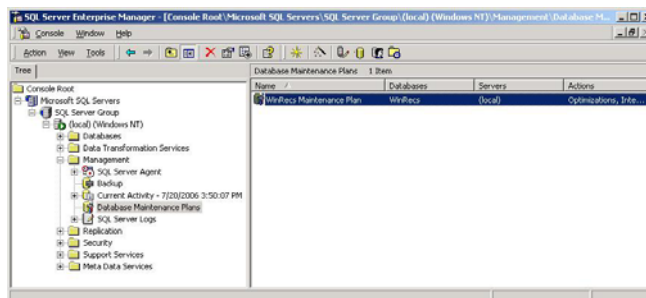 SQL Server Enterprise Manager - [Console Root\Microsoft SQL Servers\SQL Server Group\(local) (Windows NT)\Management\Database M...
Console Window Help
Action View Tools
Tree
Database Maintenance Plans 1 Item
Name Databases Servers Actions
WinRecs Maintenance Plan WinRecs (local) Optimizations, Inte...
Console Root
Microsoft SQL Servers
SQL Server Group
(local) (Windows NT)
Databases
Data Transformation Services
Management
SQL Server Agent
Backup
Current Activity - 7/20/2006 3:50:07 PM
Database Maintenance Plans
SQL Server Logs
Replication
Security
Support Services
Meta Data Services